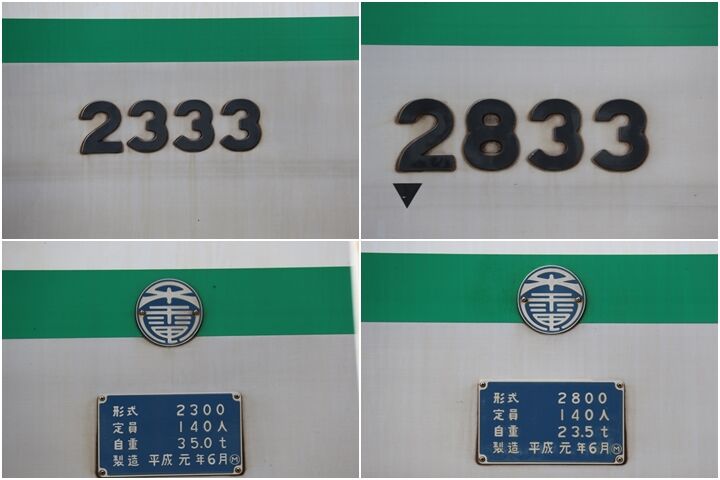 2333
2833
形式 2300
定員 140人
自重 35.0t
製造 平成元年6月Ⓜ
形式 2800
定員 140人
自重 23.5t
製造 平成元年6月Ⓜ